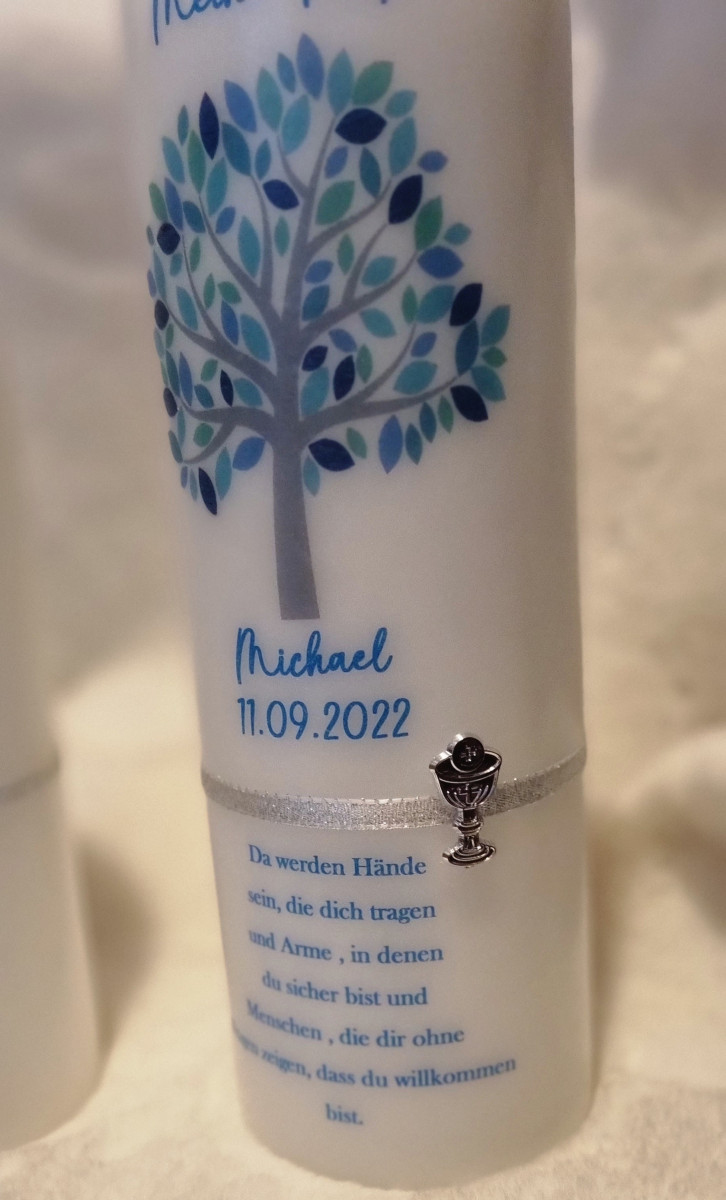 Michael
11.09.2022
Da werden Hände
sein, die dich tragen
und Arme , in denen
du sicher bist und
Menschen , die dir ohne
zeigen, dass du willkommen
bist.